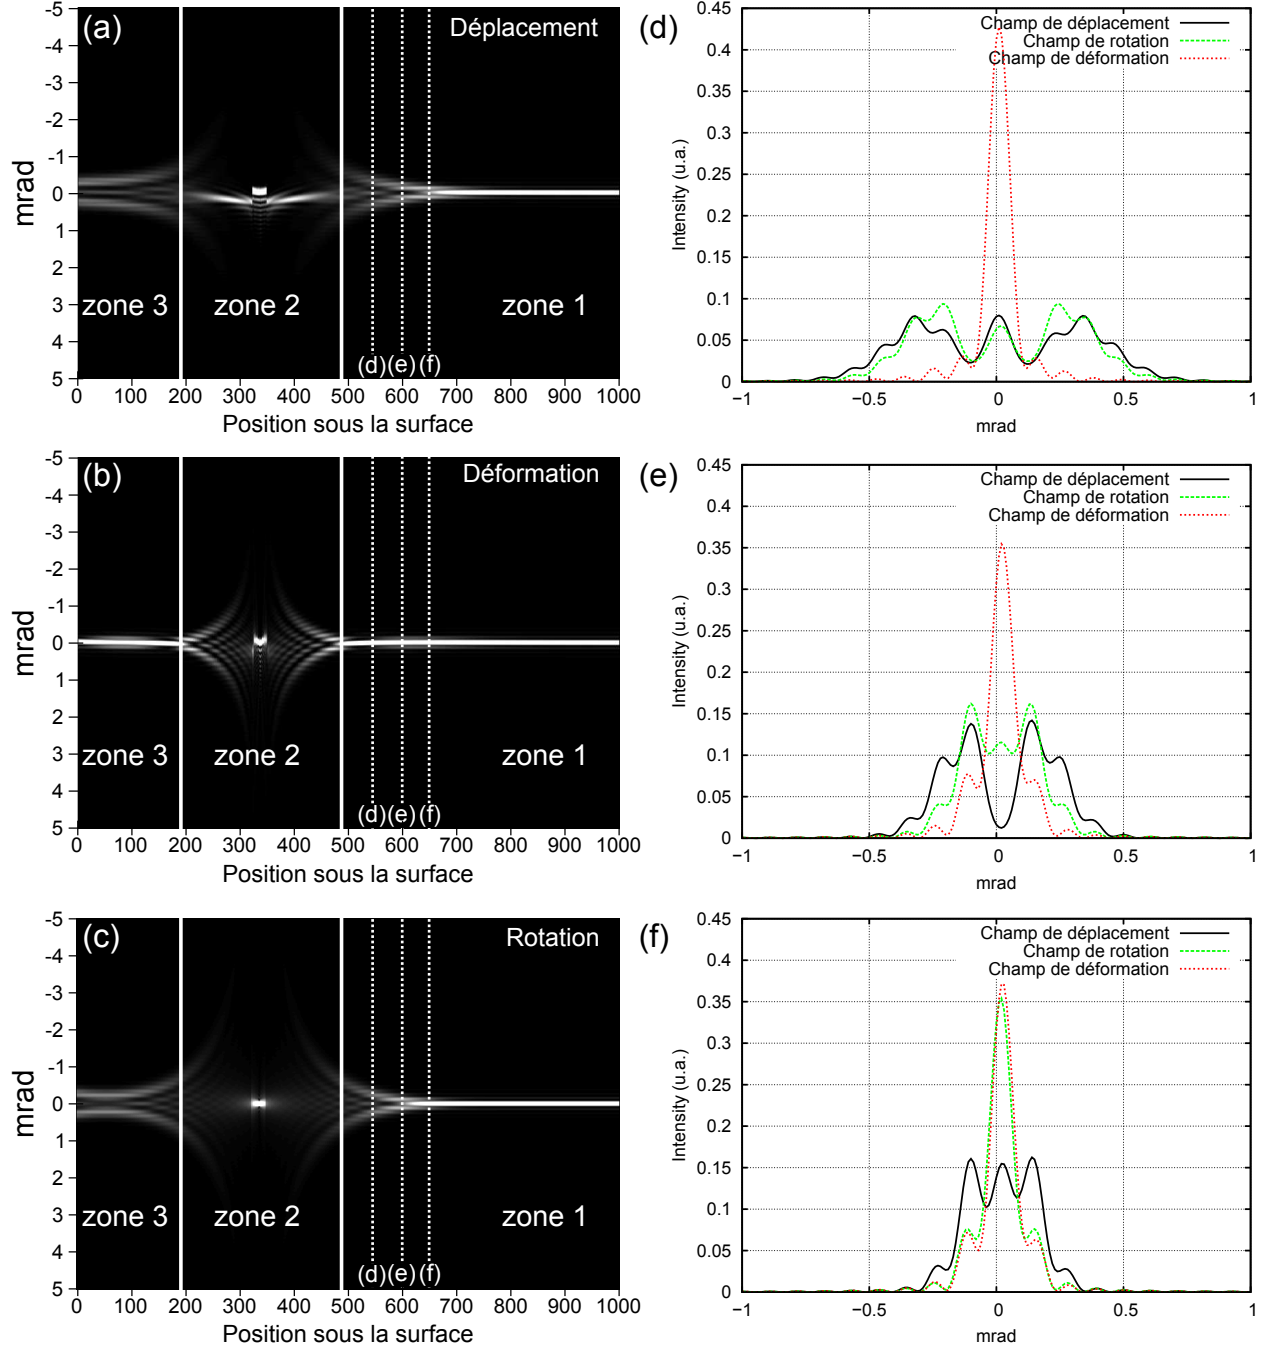 (a)
Déplacement
-5
-4
-3
-2
-1
0
1
2
3
4
5
mrad
zone 3
zone 2
zone 1
(d)(e)(f)
0 100 200 300 400 500 600 700 800 900 1000
Position sous la surface
(d)
Champ de déplacement
Champ de rotation
Champ de déformation
0.45
0.4
0.35
0.3
0.25
0.2
0.15
0.1
0.05
0
Intensity (u.a.)
−1 −0.5 0 0.5 1
mrad
(b)
Déformation
-5
-4
-3
-2
-1
0
1
2
3
4
5
mrad
zone 3
zone 2
zone 1
(d)(e)(f)
0 100 200 300 400 500 600 700 800 900 1000
Position sous la surface
(e)
Champ de déplacement
Champ de rotation
Champ de déformation
0.45
0.4
0.35
0.3
0.25
0.2
0.15
0.1
0.05
0
Intensity (u.a.)
−1 −0.5 0 0.5 1
mrad
(c)
Rotation
-5
-4
-3
-2
-1
0
1
2
3
4
5
mrad
zone 3
zone 2
zone 1
(d)(e)(f)
0 100 200 300 400 500 600 700 800 900 1000
Position sous la surface
(f)
Champ de déplacement
Champ de rotation
Champ de déformation
0.45
0.4
0.35
0.3
0.25
0.2
0.15
0.1
0.05
0
Intensity (u.a.)
−1 −0.5 0 0.5 1
mrad